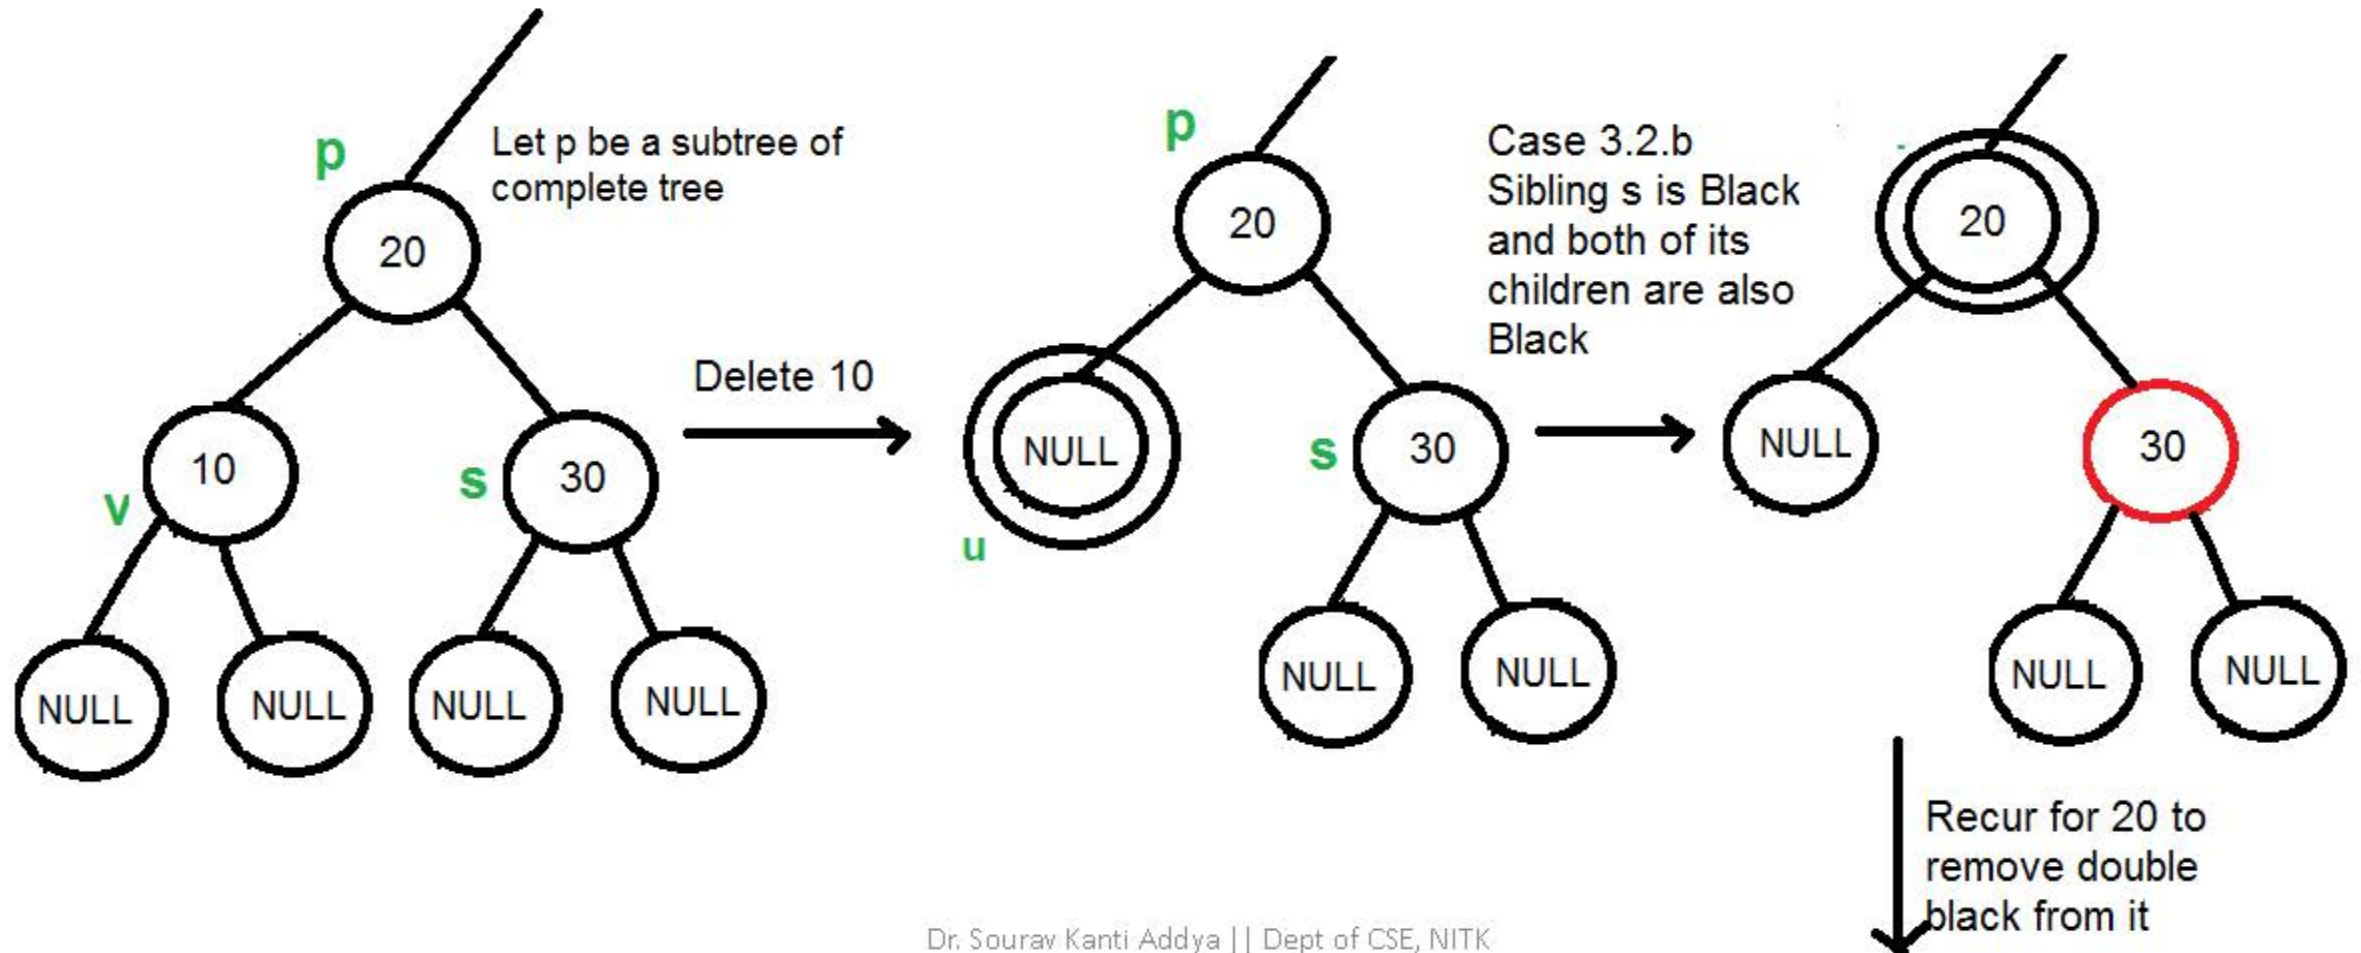 p
Let p be a subtree of
complete tree
20
10
v
s
30
NULL
NULL
NULL
NULL
Delete 10
p
20
NULL
u
s
30
NULL
NULL
Case 3.2.b
Sibling s is Black
and both of its
children are also
Black
20
NULL
30
NULL
NULL
Recur for 20 to
remove double
black from it
Dr. Sourav Kanti Addya || Dept of CSE, NITK